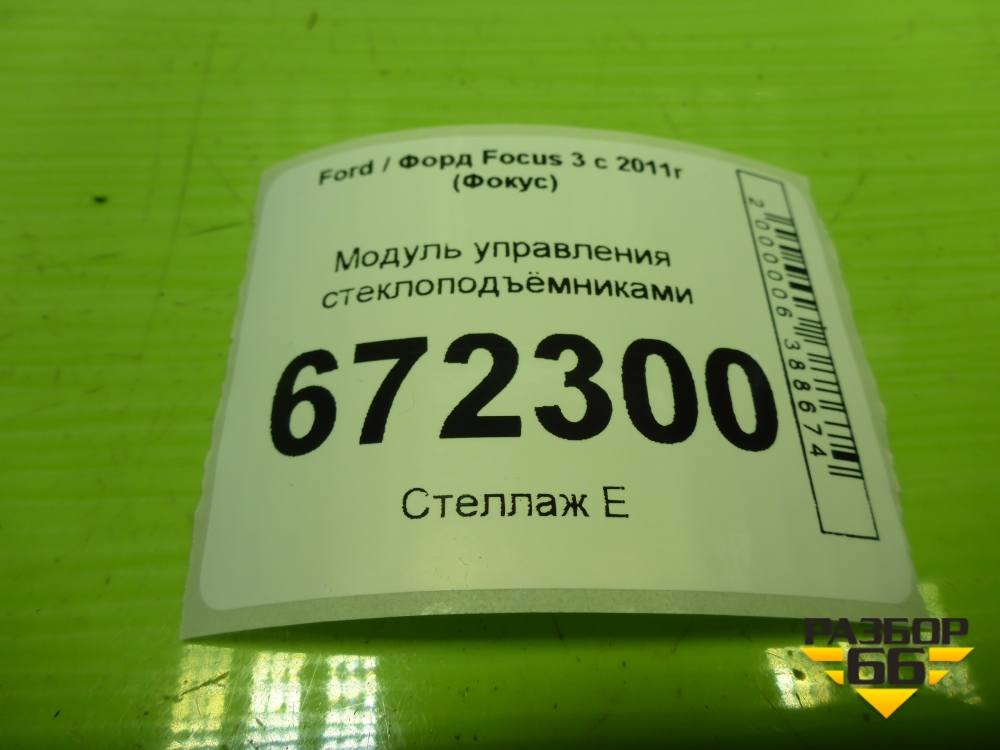 Ford / Форд Focus 3 с 2011г
(Фокус)
Модуль управления
стеклоподъёмниками
672300
Стеллаж Е
2000006388674
РАЗБОР
66